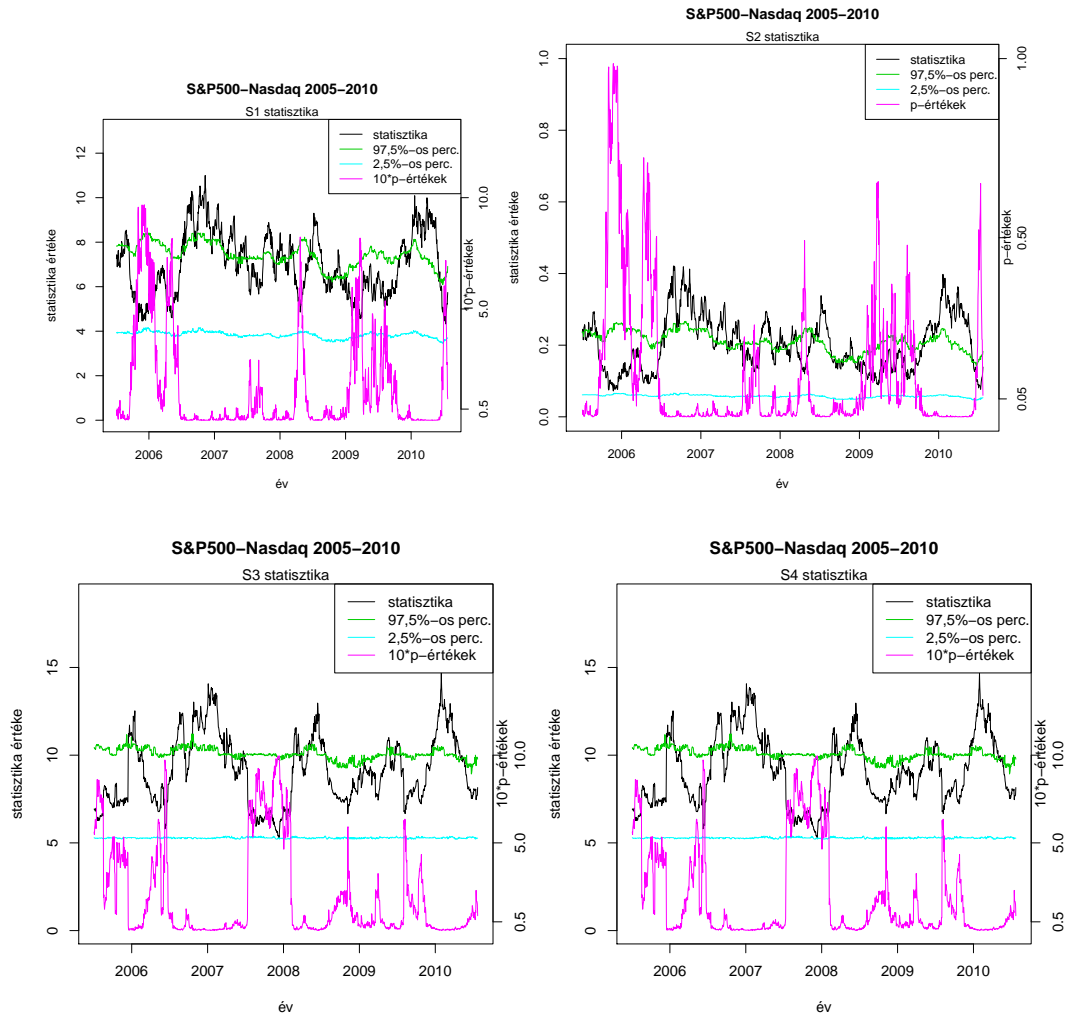 S&P500−Nasdaq 2005−2010
S1 statisztika
statisztika
97,5%−os perc.
2,5%−os perc.
10*p−értékek
statisztika értéke
0
2
4
6
8
10
12
10*p−értékek
0.5
5.0
10.0
2006
2007
2008
2009
2010
év
S&P500−Nasdaq 2005−2010
S2 statisztika
statisztika
97,5%−os perc.
2,5%−os perc.
p−értékek
statisztika értéke
0.0
0.2
0.4
0.6
0.8
1.0
p−értékek
0.05
0.50
1.00
2006
2007
2008
2009
2010
év
S&P500−Nasdaq 2005−2010
S3 statisztika
statisztika
97,5%−os perc.
2,5%−os perc.
10*p−értékek
statisztika értéke
0
5
10
15
10*p−értékek
0.5
5.0
10.0
2006
2007
2008
2009
2010
év
S&P500−Nasdaq 2005−2010
S4 statisztika
statisztika
97,5%−os perc.
2,5%−os perc.
10*p−értékek
statisztika értéke
0
5
10
15
10*p−értékek
0.5
5.0
10.0
2006
2007
2008
2009
2010
év